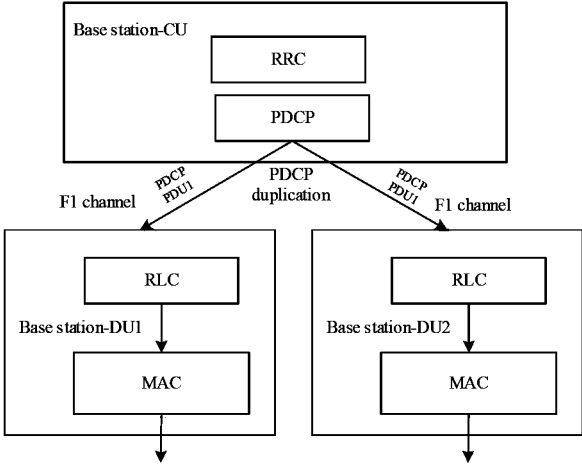 Base station-CU
RRC
PDCP
PDCP
PDU1
PDCP
duplication
PDCP
PDU1
F1 channel
F1 channel
RLC
Base station-DU1
MAC
RLC
Base station-DU2
MAC